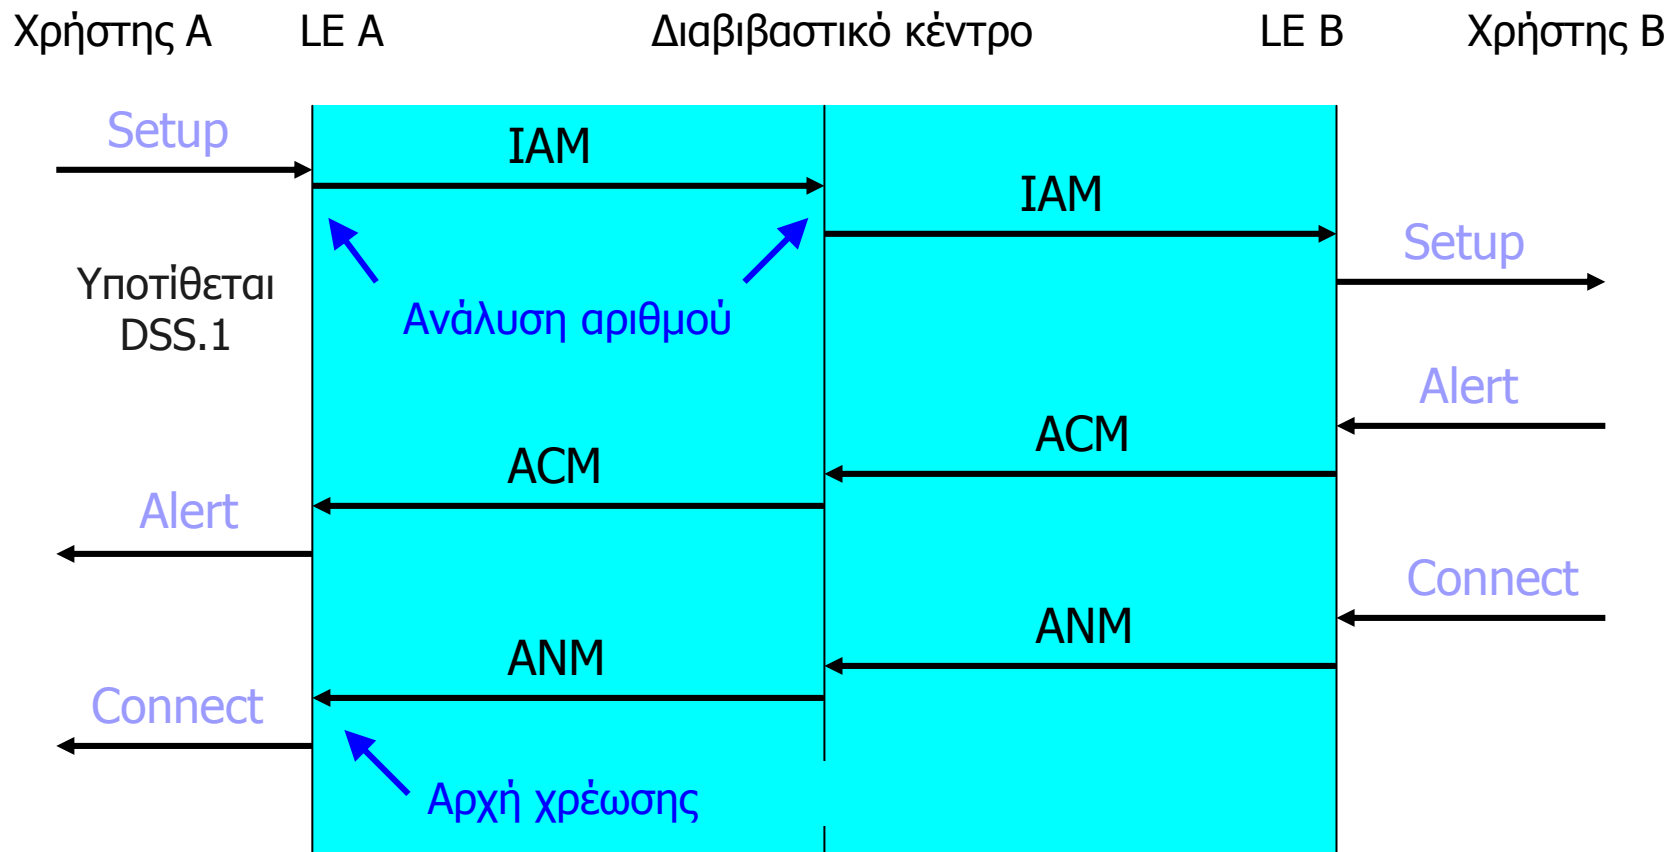 Χρήστης Α LE A Διαβιβαστικό κέντρο LE B Χρήστης Β
Setup
IAM
IAM
Setup
Υποτίθεται
DSS.1
Ανάλυση αριθμού
Alert
ACM
ACM
Alert
Connect
ANM
ANM
Connect
Αρχή χρέωσης